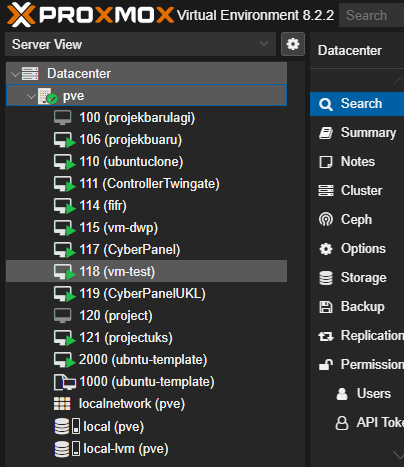 PROXMOX Virtual Environment 8.2.2 Search
Server View
Datacenter
pve
100 (projekbarulagi)
106 (projekbuaru)
110 (ubuntuclone)
111 (ControllerTwingate)
114 (fifr)
115 (vm-dwp)
117 (CyberPanel)
118 (vm-test)
119 (CyberPanelUKL)
120 (project)
121 (projectuks)
2000 (ubntu-template)
1000 (ubuntu-template)
localnetwork (pve)
local (pve)
local-lvm (pve)
Datacenter
Search
Summary
Notes
Cluster
Ceph
Options
Storage
Backup
Replication
Permission
Users
API Toke